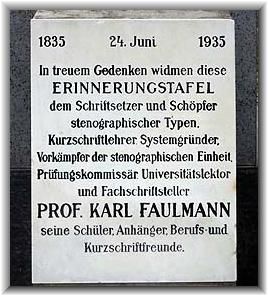 1835 24. Juni 1935
In treuem Gedenken widmen diese
ERINNERUNGSTAFEL
dem Schriftsetzer und Schöpfer
stenographischer Typen,
Kurzschriftlehrer, Systemgründer,
Vorkämpfer der stenographischen Einheit,
Prüfungskommissär, Universitätslektor
und Fachschriftsteller
PROF. KARL FAULMANN
seine Schüler, Anhänger, Berufs- und
Kurzschriftfreunde.